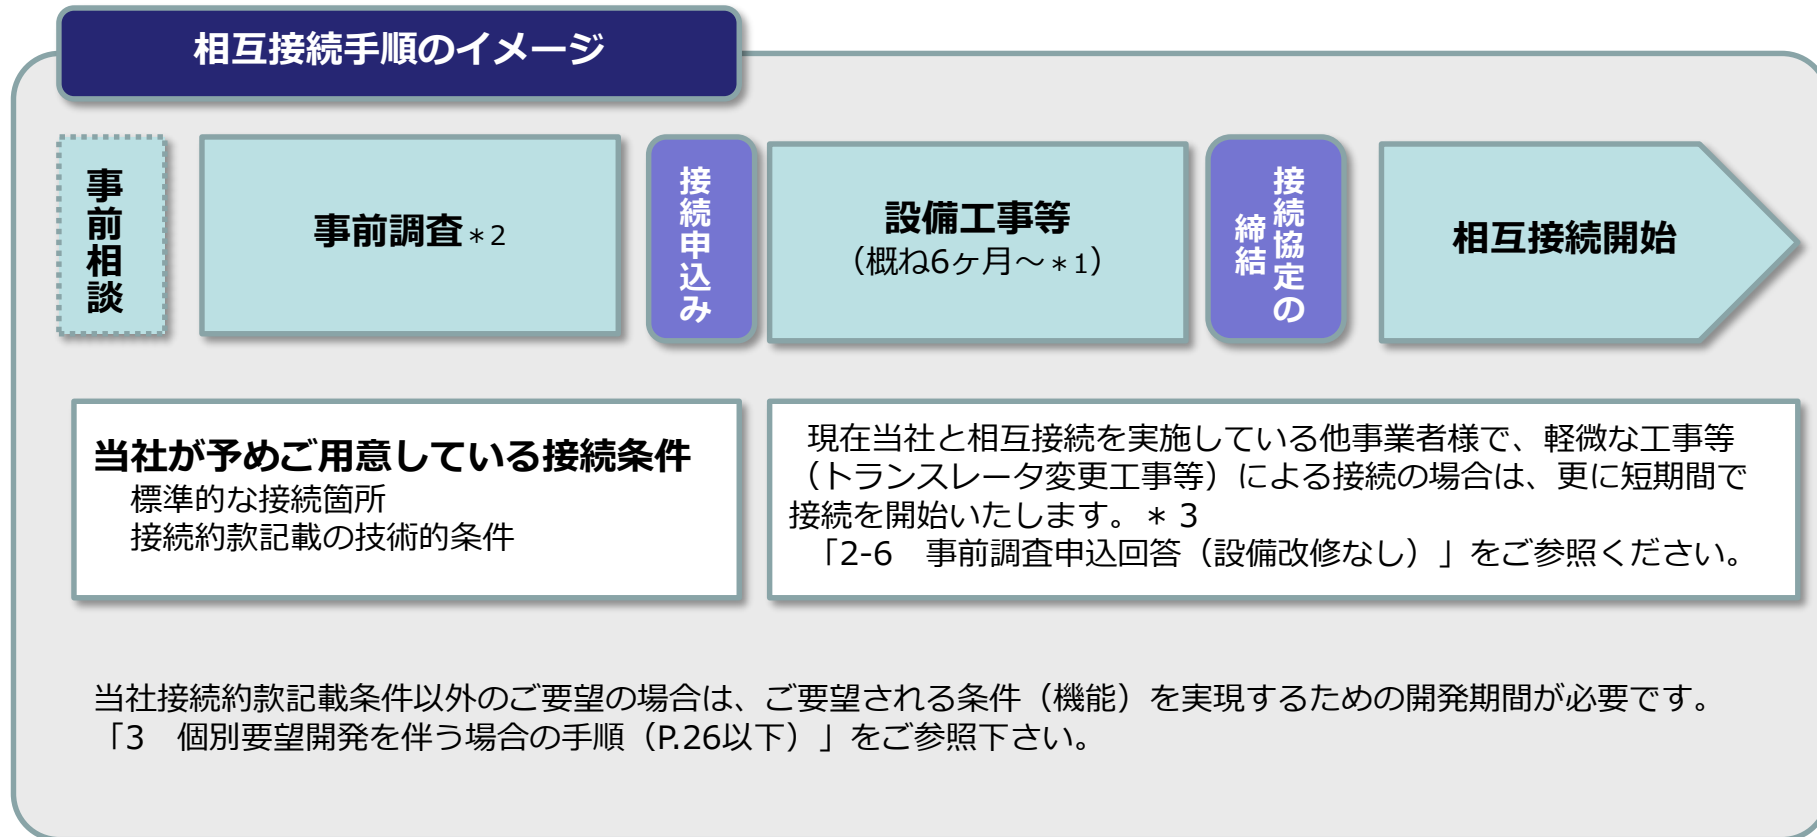 相互接続手順のイメージ
事前相談
事前調査＊2
接続申込み
設備工事等
（概ね6ヶ月～＊1）
接続協定の
締結
相互接続開始
当社が予めご用意している接続条件
標準的な接続箇所
接続約款記載の技術的条件
現在当社と相互接続を実施している他事業者様で、軽微な工事等
（トランスレータ変更工事等）による接続の場合は、更に短期間で
接続を開始いたします。＊３
「2-6　事前調査申込回答（設備改修なし）」をご参照ください。
当社接続約款記載条件以外のご要望の場合は、ご要望される条件（機能）を実現するための開発期間が必要です。
「3　個別要望開発を伴う場合の手順（P.26以下）」をご参照下さい。